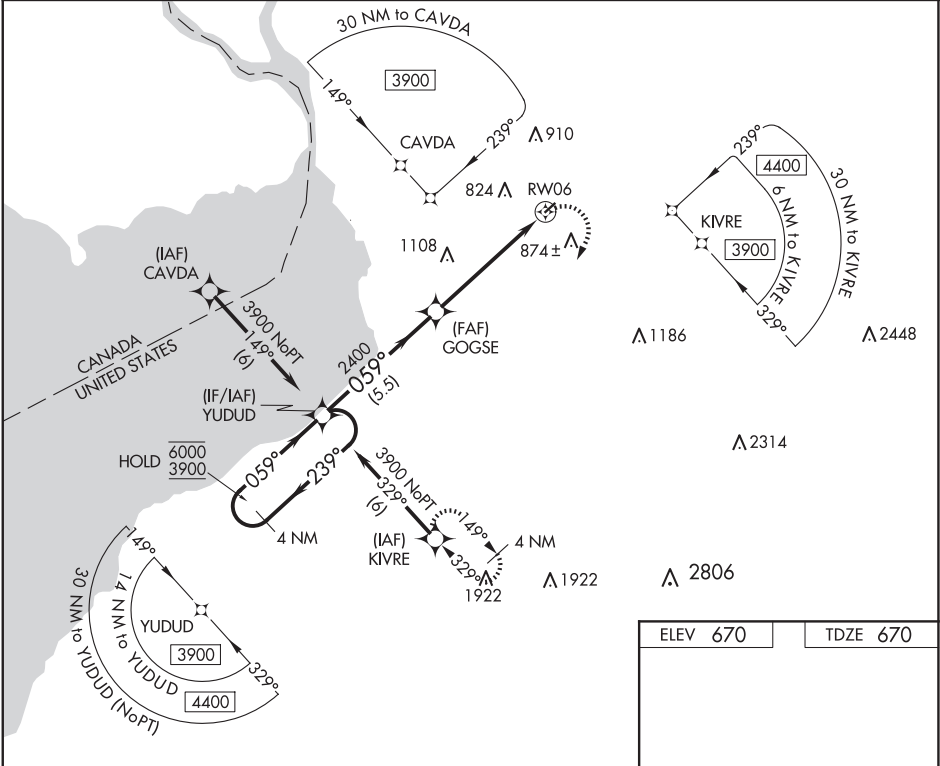 30 NM to CAVDA
3900
149°
239°
CAVDA
910
824
RW06
1108
874±
239°
4400
30 NM to KIVRE
6 NM to KIVRE
KIVRE
3900
329°
(IAF)
CAVDA
3900 NoPT
149°
(6)
CANADA
UNITED STATES
(FAF)
GOGSE
1186
2448
2400
059°
(5.5)
(IF/IAF)
YUDUD
2314
HOLD
6000
3900
059°
239°
4 NM
3900 NoPT
329°
(6)
(IAF)
KIVRE
149°
4 NM
329°
1922
1922
2806
149°
30 NM to YUDUD (NoPT)
14 NM to YUDUD
YUDUD
3900
4400
329°
ELEV 670
TDZE 670